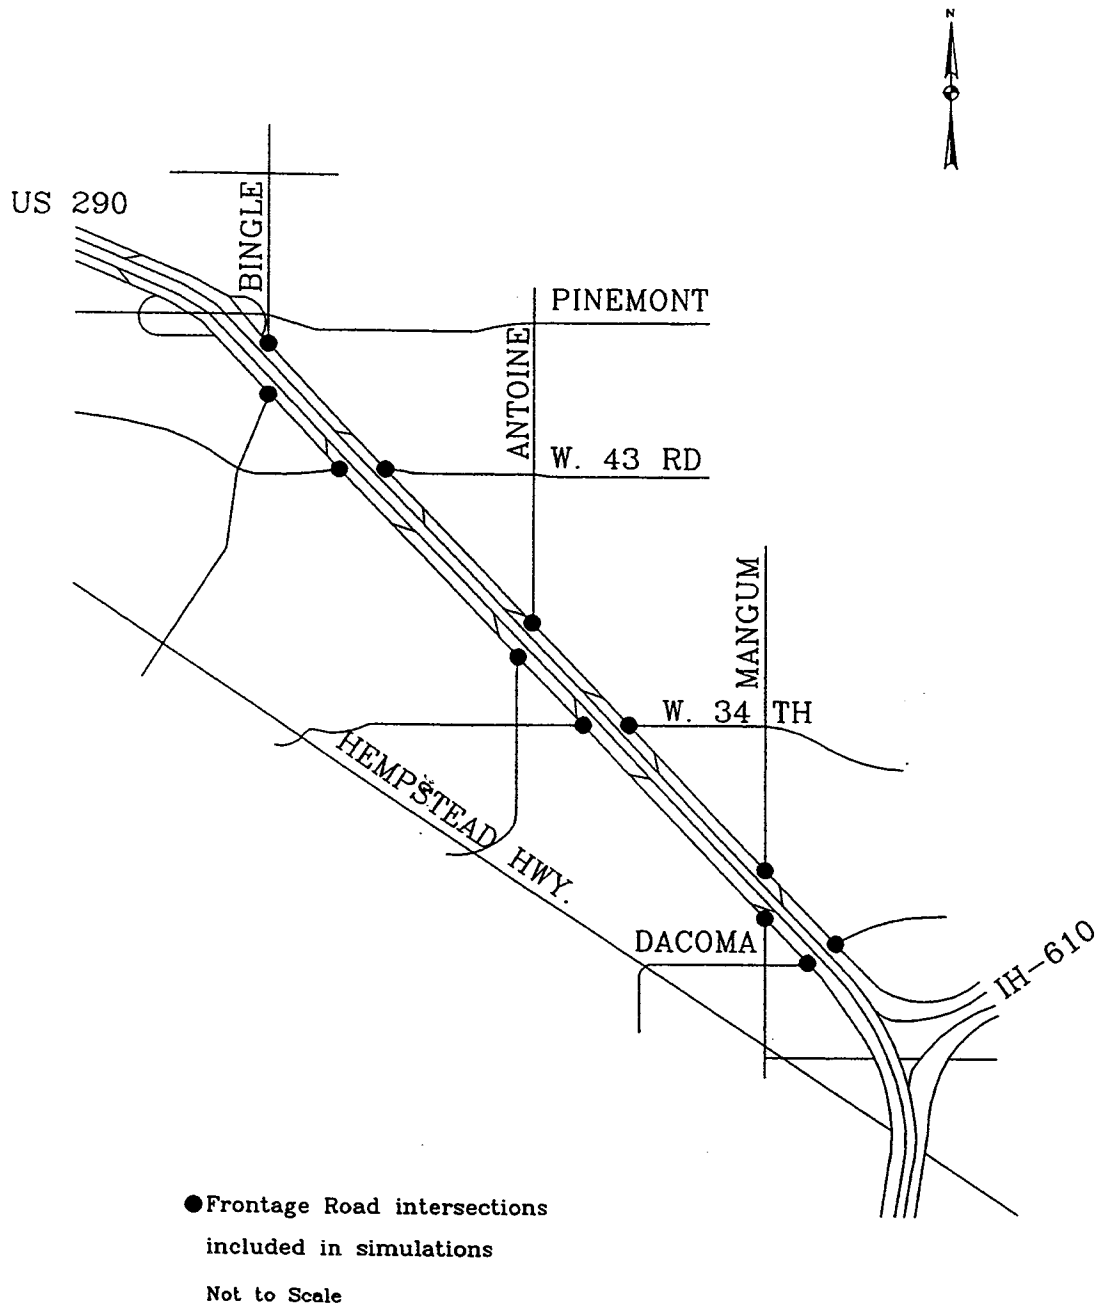 N
US 290
BINGLE
PINEMONT
ANTOINE
W. 43 RD
MANGUM
W. 34 TH
HEMPSTEAD HWY.
DACOMA
IH-610
Frontage Road intersections
included in simulations
Not to Scale